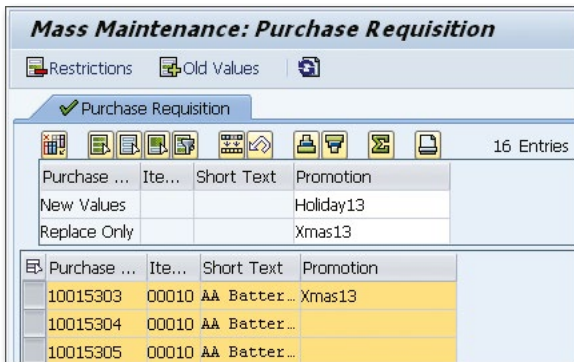 Mass Maintenance: Purchase Requisition
Restrictions Old Values
Purchase Requisition
16 Entries
Purchase ... Ite... Short Text Promotion
New Values Holiday13
Replace Only Xmas13
Purchase ... Ite... Short Text Promotion
10015303 00010 AA Batter... Xmas13
10015304 00010 AA Batter...
10015305 00010 AA Batter...